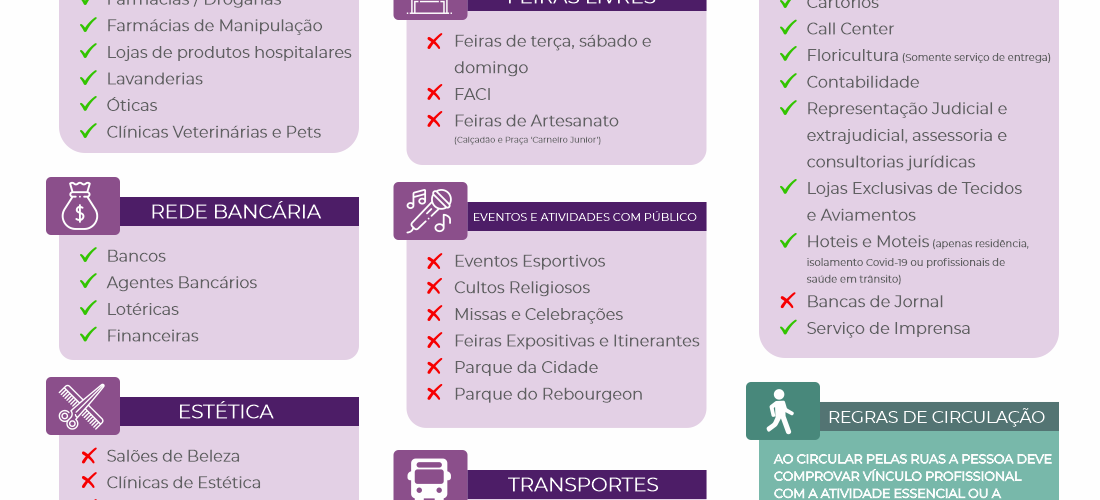 Farmácias / Drogarias
Farmácias de Manipulação
Lojas de produtos hospitalares
Lavanderias
Óticas
Clínicas Veterinárias e Pets
REDE BANCÁRIA
Bancos
Agentes Bancários
Lotéricas
Financeiras
ESTÉTICA
Salões de Beleza
Clínicas de Estética
FEIRAS LIVRES
Feiras de terça, sábado e
domingo
FACI
Feiras de Artesanato
(Calçadão e Praça 'Carneiro Junior')
EVENTOS E ATIVIDADES COM PÚBLICO
Eventos Esportivos
Cultos Religiosos
Missas e Celebrações
Feiras Expositivas e Itinerantes
Parque da Cidade
Parque do Rebourgeon
TRANSPORTES
Cartórios
Call Center
Floricultura (Somente serviço de entrega)
Contabilidade
Representação Judicial e
extrajudicial, assessoria e
consultorias jurídicas
Lojas Exclusivas de Tecidos
e Aviamentos
Hoteis e Moteis (apenas residência,
isolamento Covid-19 ou profissionais de
saúde em trânsito)
Bancas de Jornal
Serviço de Imprensa
REGRAS DE CIRCULAÇÃO
AO CIRCULAR PELAS RUAS A PESSOA DEVE
COMPROVAR VÍNCULO PROFISSIONAL
COM A ATIVIDADE ESSENCIAL OU A